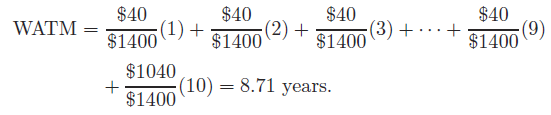 WATM = $40/$1400 (1) + $40/$1400 (2) + $40/$1400 (3) + ··· + $40/$1400 (9)
+ $1040/$1400 (10) = 8.71 years.